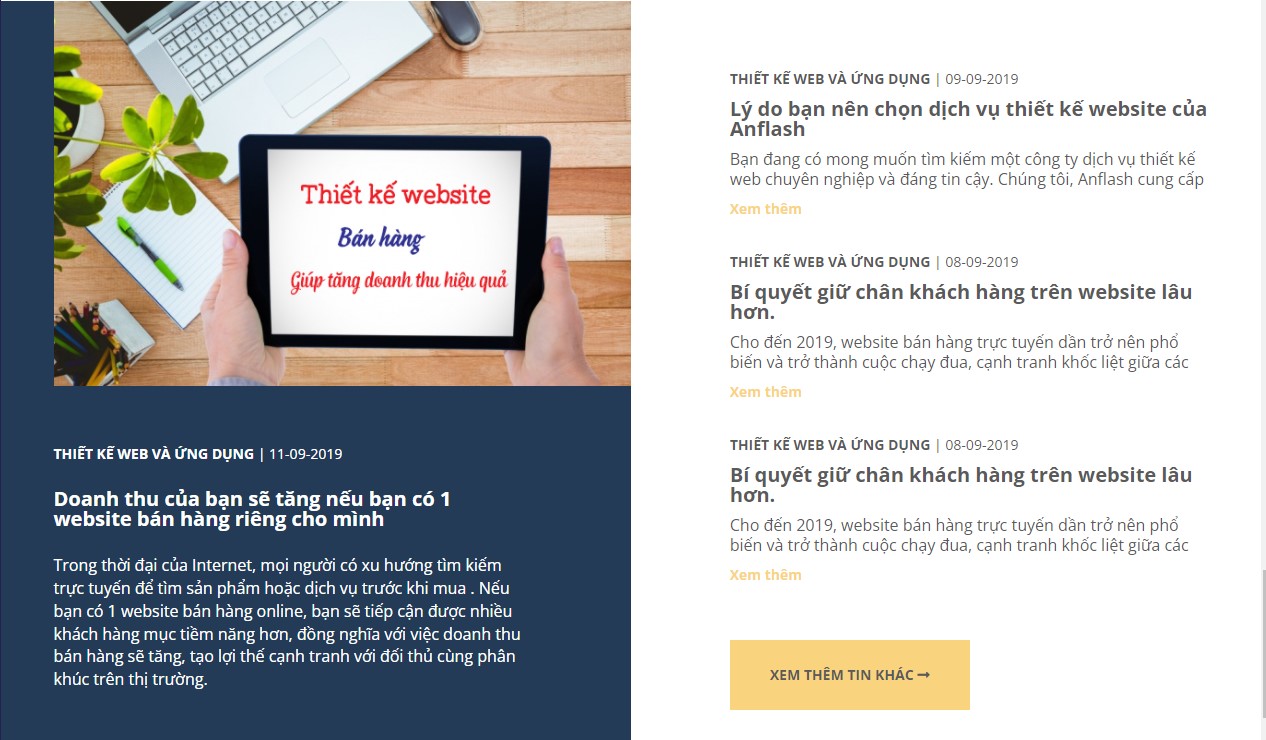 Thiết kế website
Bán hàng
Giúp tăng doanh thu hiệu quả
THIẾT KẾ WEB VÀ ỨNG DỤNG | 11-09-2019
Doanh thu của bạn sẽ tăng nếu bạn có 1
website bán hàng riêng cho mình
Trong thời đại của Internet, mọi người có xu hướng tìm kiếm
trực tuyến để tìm sản phẩm hoặc dịch vụ trước khi mua . Nếu
bạn có 1 website bán hàng online, bạn sẽ tiếp cận được nhiều
khách hàng mục tiềm năng hơn, đồng nghĩa với việc doanh thu
bán hàng sẽ tăng, tạo lợi thế cạnh tranh với đối thủ cùng phân
khúc trên thị trường.
THIẾT KẾ WEB VÀ ỨNG DỤNG | 09-09-2019
Lý do bạn nên chọn dịch vụ thiết kế website của
Anflash
Bạn đang có mong muốn tìm kiếm một công ty dịch vụ thiết kế
web chuyên nghiệp và đáng tin cậy. Chúng tôi, Anflash cung cấp
Xem thêm
THIẾT KẾ WEB VÀ ỨNG DỤNG | 08-09-2019
Bí quyết giữ chân khách hàng trên website lâu
hơn.
Cho đến 2019, website bán hàng trực tuyến dần trở nên phổ
biến và trở thành cuộc chạy đua, cạnh tranh khốc liệt giữa các
Xem thêm
THIẾT KẾ WEB VÀ ỨNG DỤNG | 08-09-2019
Bí quyết giữ chân khách hàng trên website lâu
hơn.
Cho đến 2019, website bán hàng trực tuyến dần trở nên phổ
biến và trở thành cuộc chạy đua, cạnh tranh khốc liệt giữa các
Xem thêm
XEM THÊM TIN KHÁC →